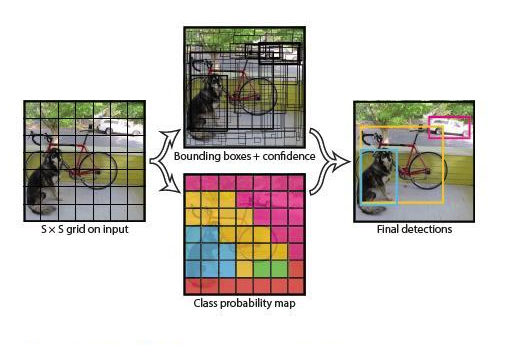 Bounding boxes + confidence
S × S grid on input
Final detections
Class probability map